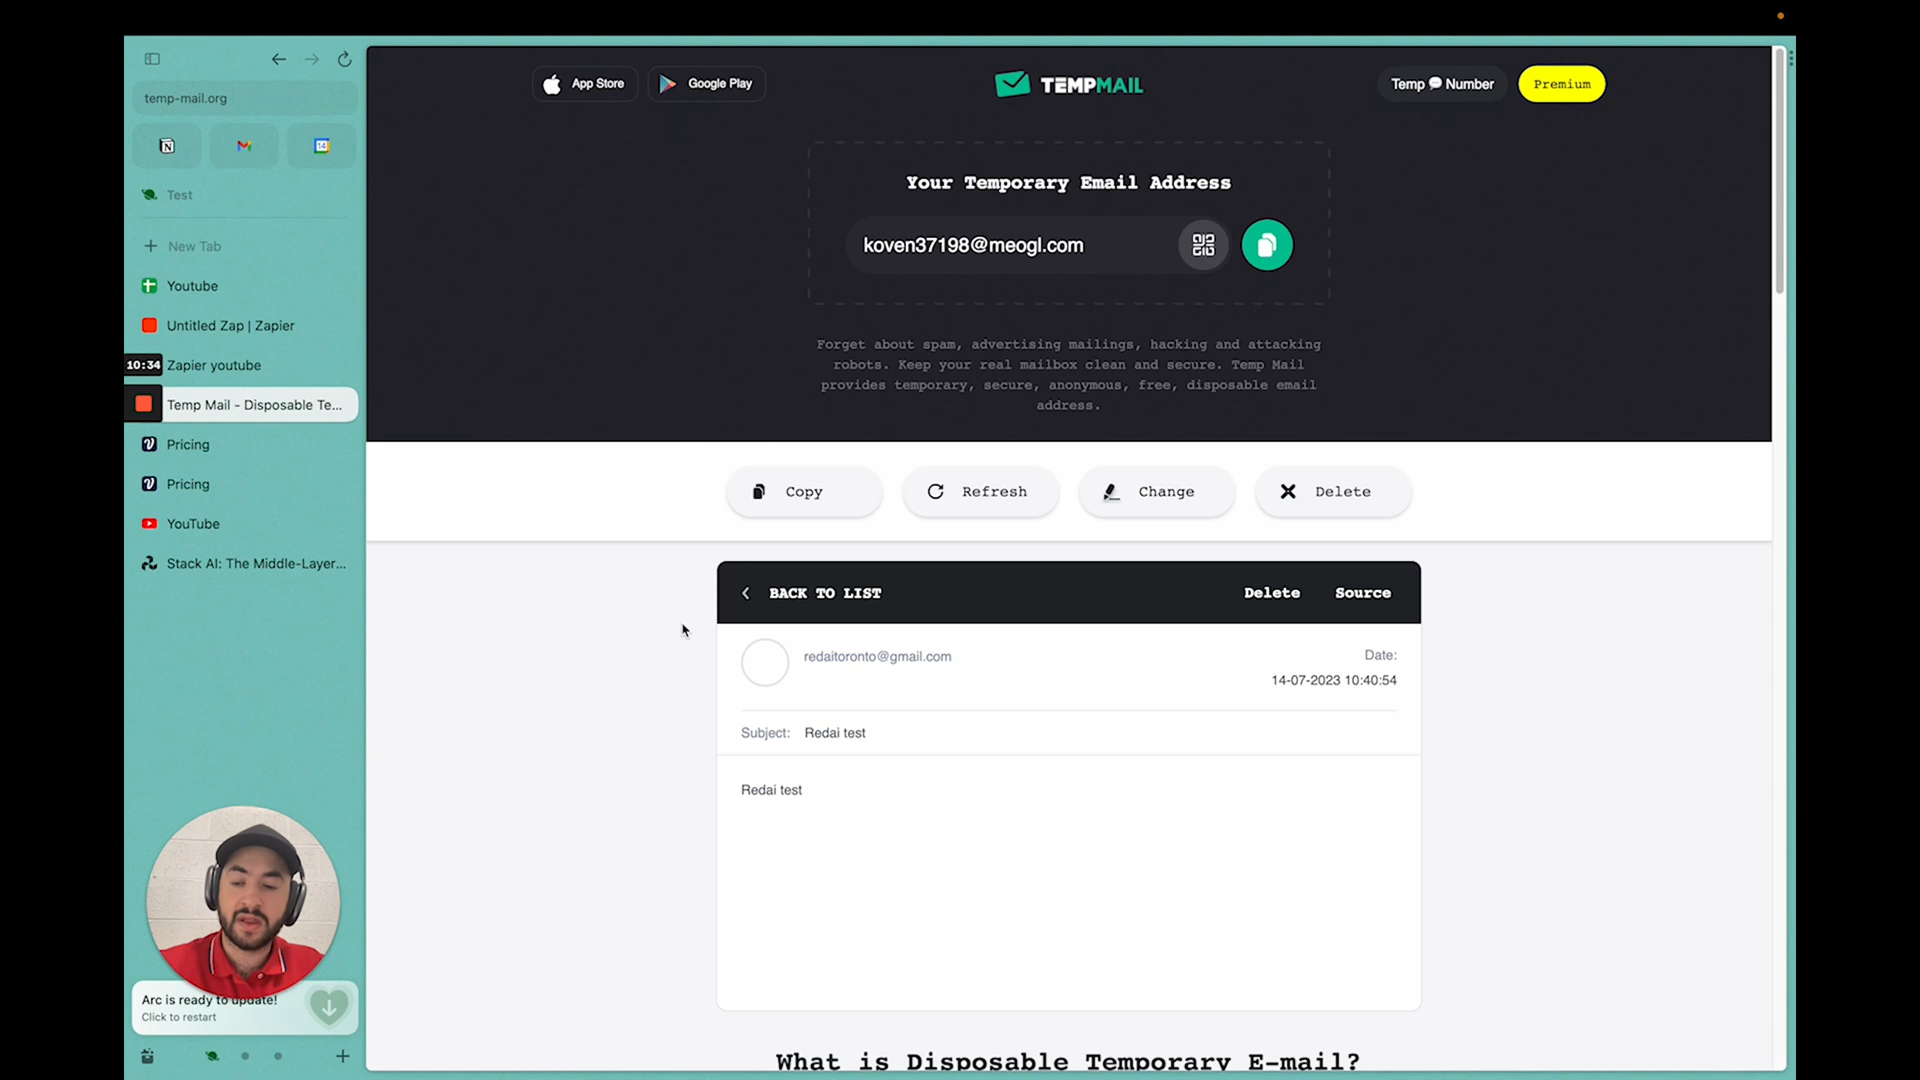 temp-mail.org
14
Test
New Tab
Youtube
Untitled Zap | Zapier
10:34
Zapier youtube
Temp Mail - Disposable Te...
Pricing
Pricing
YouTube
Stack AI: The Middle-Layer...
Arc is ready to update!
Click to restart
App Store
Google Play
TEMPMAIL
Temp Number
Premium
Your Temporary Email Address
koven37198@meogl.com
Forget about spam, advertising mailings, hacking and attacking
robots. Keep your real mailbox clean and secure. Temp Mail
provides temporary, secure, anonymous, free, disposable email
address.
Copy
Refresh
Change
Delete
BACK TO LIST
Delete
Source
redaitoronto@gmail.com
Date:
14-07-2023 10:40:54
Subject: Redai test
Redai test
What is Disposable Temporary E-mail?